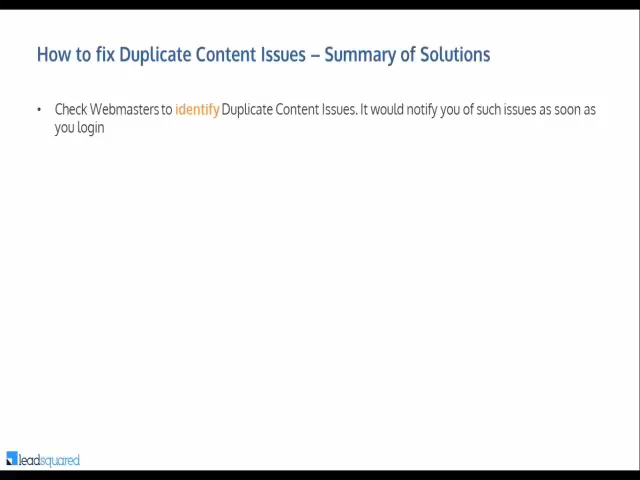 How to fix Duplicate Content Issues – Summary of Solutions
• Check Webmasters to identify Duplicate Content Issues. It would notify you of such issues as soon as
you login
leadsquared